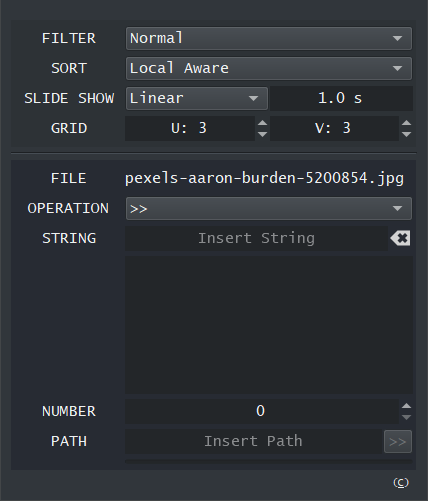 FILTER Normal
SORT Local Aware
SLIDE SHOW Linear 1.0 s
GRID U: 3 V: 3
FILE pexels-aaron-burden-5200854.jpg
OPERATION >>
STRING Insert String
NUMBER 0
PATH Insert Path >>
(C)